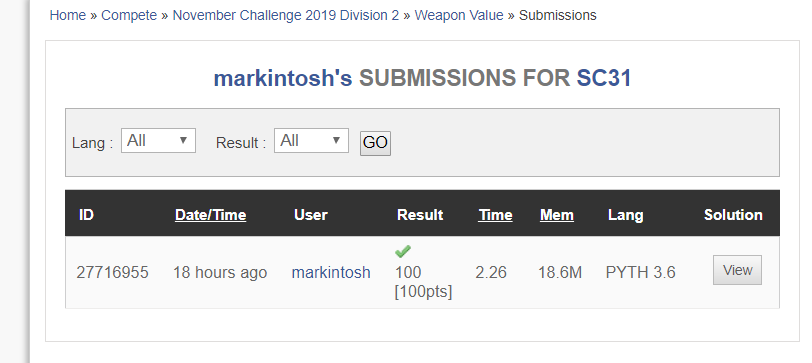 Home » Compete » November Challenge 2019 Division 2 » Weapon Value » Submissions
markintosh's SUBMISSIONS FOR SC31
Lang : All Result : All GO
ID Date/Time User Result Time Mem Lang Solution
27716955 18 hours ago markintosh 100 [100pts] 2.26 18.6M PYTH 3.6 View